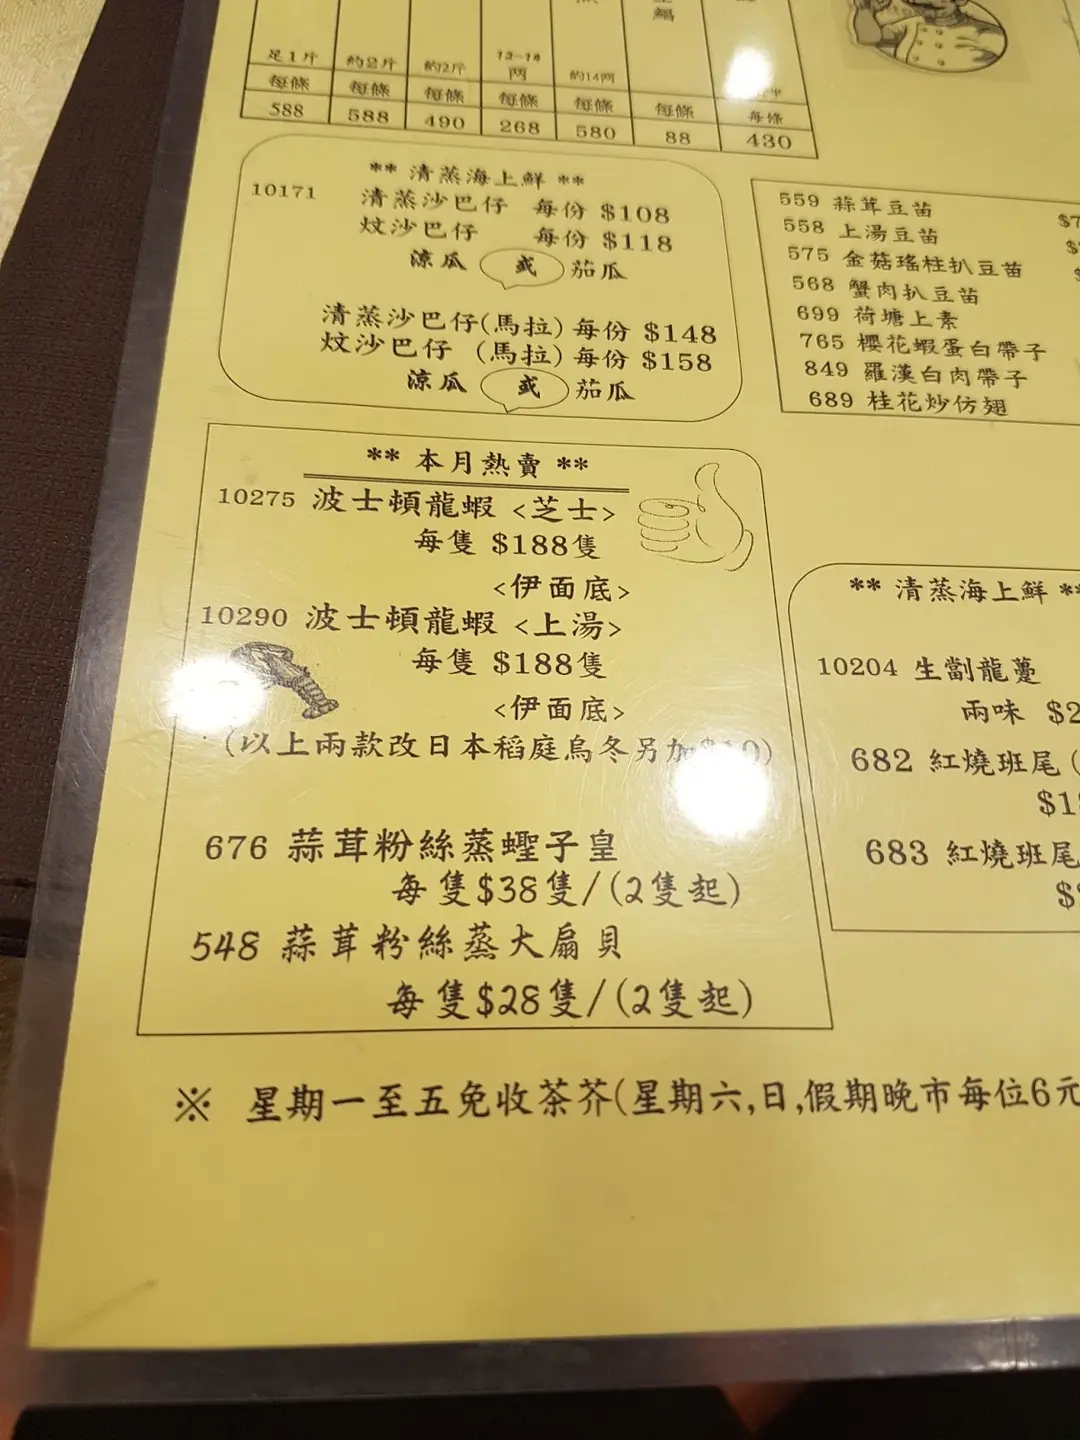 足1斤 約2斤 約2斤 12-14兩 約14兩
每條 每條 每條 每條 每條 每條 每條
588 588 490 268 580 88 430
** 清蒸海上鮮 **
10171 清蒸沙巴仔 每份 $108
炆沙巴仔 每份 $118
涼瓜 或 茄瓜
清蒸沙巴仔(馬拉) 每份 $148
炆沙巴仔 (馬拉) 每份 $158
涼瓜 或 茄瓜
559 蒜茸豆苗
558 上湯豆苗
575 金菇瑤柱扒豆苗
568 蟹肉扒豆苗
699 荷塘上素
765 櫻花蝦蛋白帶子
849 羅漢白肉帶子
689 桂花炒仿翅
** 本月熱賣 **
10275 波士頓龍蝦 <芝士>
每隻 $188隻
<伊面底>
10290 波士頓龍蝦 <上湯>
每隻 $188隻
<伊面底>
(以上兩款改日本稻庭烏冬另加$10)
676 蒜茸粉絲蒸蟶子皇
每隻$38隻/(2隻起)
548 蒜茸粉絲蒸大扇貝
每隻$28隻/(2隻起)
** 清蒸海上鮮 **
10204 生劏龍躉
兩味 $2
682 紅燒班尾(
$1
683 紅燒班尾
$
※ 星期一至五免收茶芥(星期六,日,假期晚市每位6元